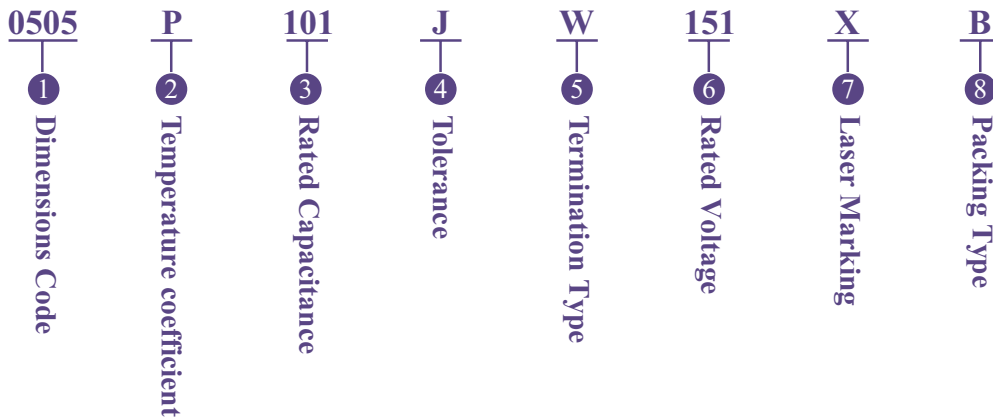 0505 P 101 J W 151 X B
1 2 3 4 5 6 7 8
Dimensions Code
Temperature coefficient
Rated Capacitance
Tolerance
Termination Type
Rated Voltage
Laser Marking
Packing Type